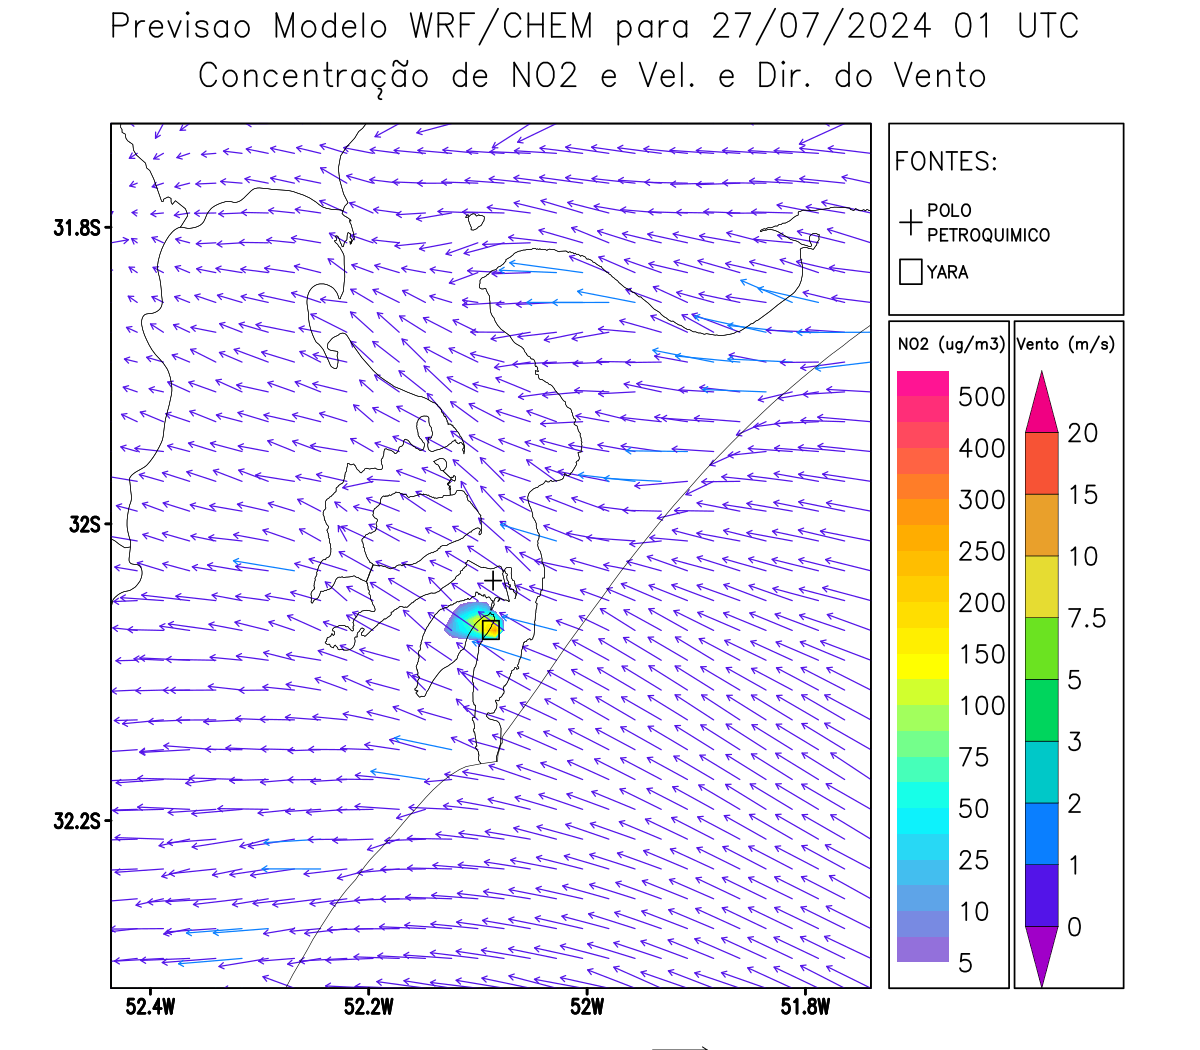 Previsao Modelo WRF/CHEM para 27/07/2024 01 UTC
Concentração de NO2 e Vel. e Dir. do Vento
FONTES:
POLO
PETROQUIMICO
YARA
NO2 (ug/m3)
500
400
300
250
200
150
100
75
50
25
10
5
Vento (m/s)
20
15
10
7.5
5
3
2
1
0
31.8S
32S
32.2S
52.4W
52.2W
52W
51.8W